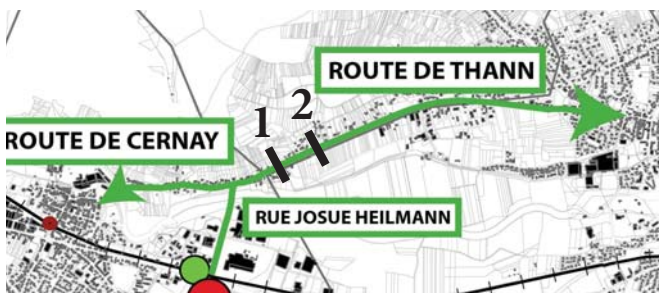 ROUTE DE THANN
1
2
ROUTE DE CERNAY
RUE JOSUE HEILMANN